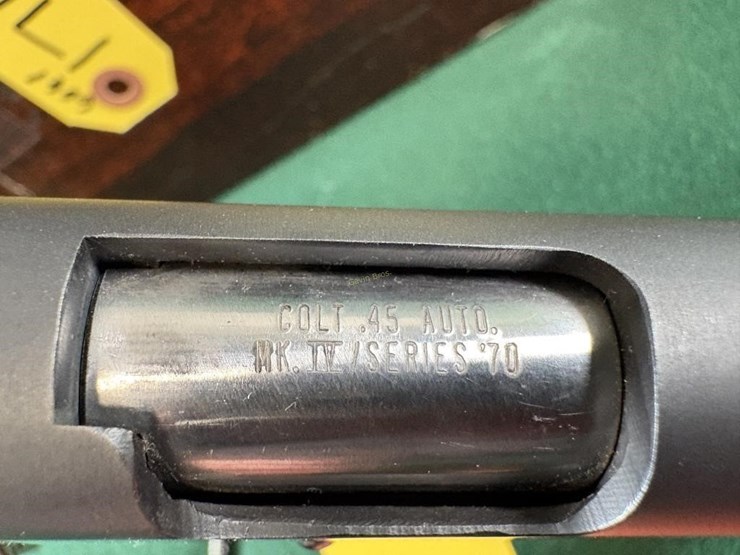 COLT .45 AUTO.
MK. IV / SERIES '70